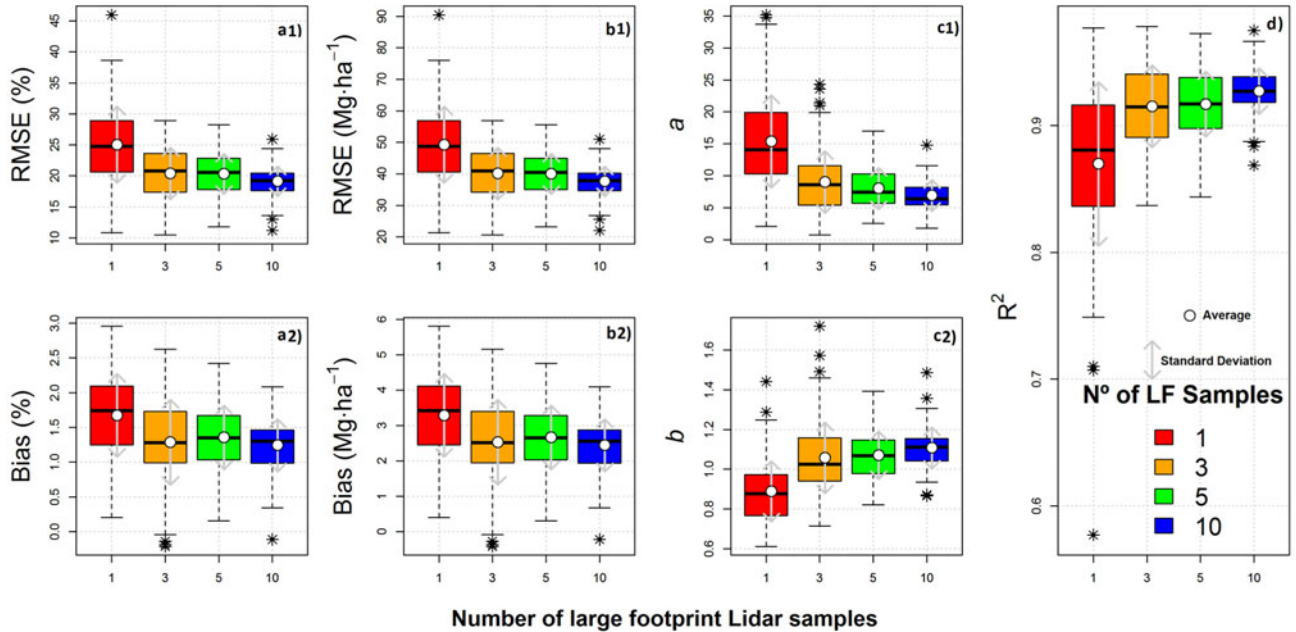 a1)
RMSE (%)
45
40
35
30
25
20
15
10
1 3 5 10
b1)
RMSE (Mg·ha⁻¹)
90
80
70
60
50
40
30
20
1 3 5 10
c1)
a
35
30
25
20
15
10
5
0
1 3 5 10
a2)
Bias (%)
3.0
2.5
2.0
1.5
1.0
0.5
0.0
1 3 5 10
b2)
Bias (Mg·ha⁻¹)
6
5
4
3
2
1
0
1 3 5 10
c2)
b
1.6
1.4
1.2
1.0
0.8
0.6
1 3 5 10
d)
R²
0.9
0.8
0.7
0.6
Average
Standard Deviation
Nº of LF Samples
1
3
5
10
1 3 5 10
Number of large footprint Lidar samples